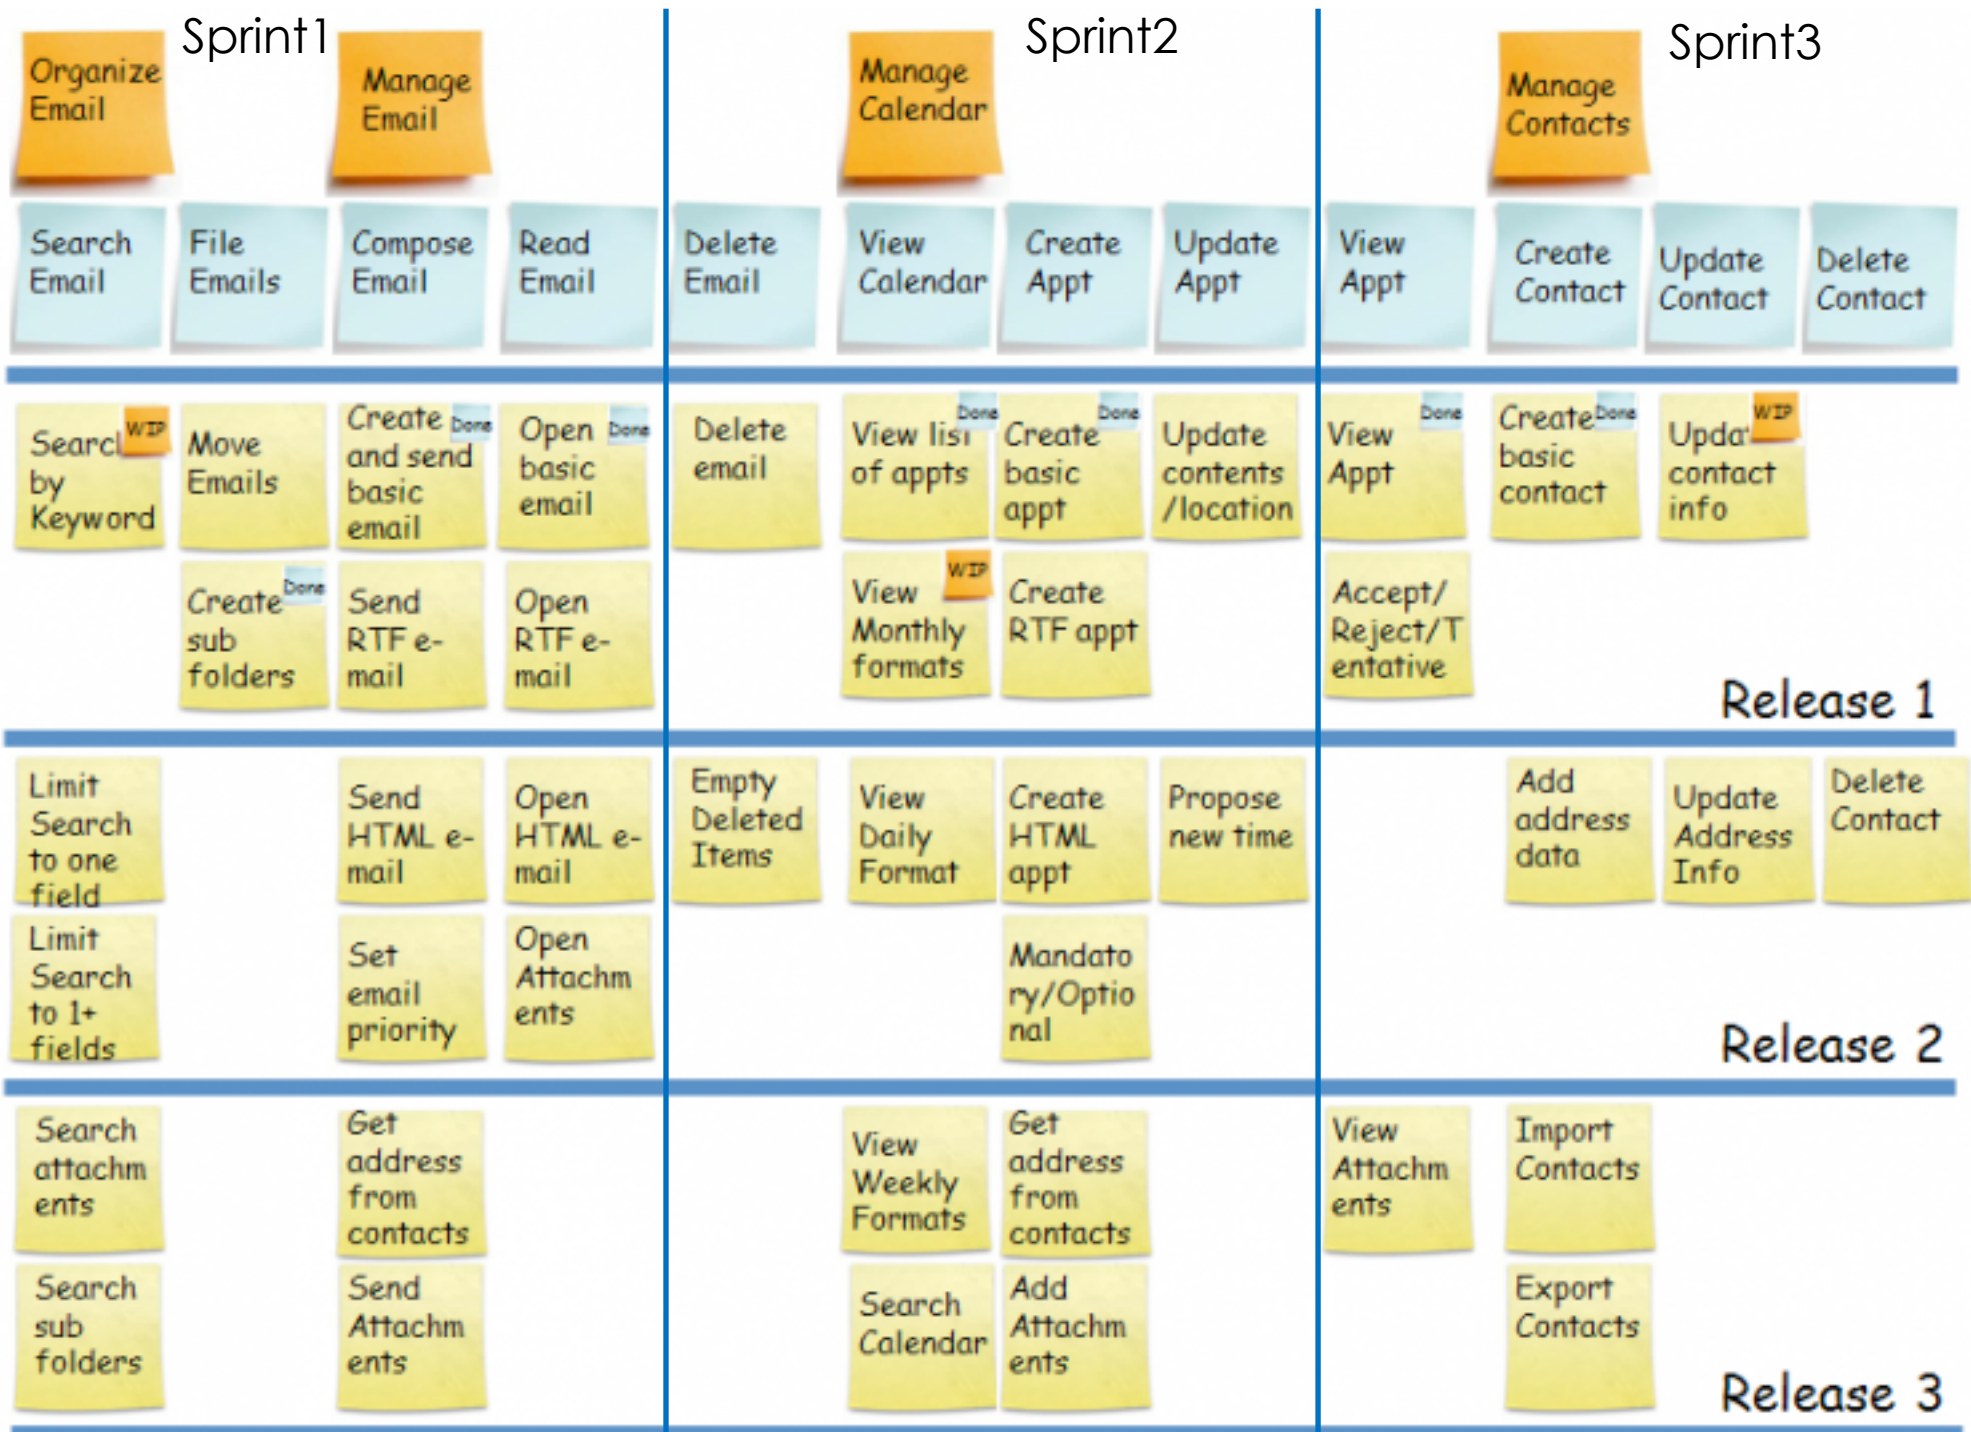 Sprint1
Sprint2
Sprint3
Organize
Email
Manage
Email
Manage
Calendar
Manage
Contacts
Search
Email
File
Emails
Compose
Email
Read
Email
Delete
Email
View
Calendar
Create
Appt
Update
Appt
View
Appt
Create
Contact
Update
Contact
Delete
Contact
WIP
by
Keyword
Move
Emails
Create
Done
and send
basic
email
Open
Done
basic
email
Delete
email
Done
View list
of appts
Done
Create
basic
appt
Update
contents
/location
Done
View
Appt
Create
Done
basic
contact
WIP
contact
info
Create
Done
sub
folders
Send
RTF e-
mail
Open
RTF e-
mail
WIP
View
Monthly
formats
Create
RTF appt
Accept/
Reject/T
entative
Release 1
Limit
Search
to one
field
Send
HTML e-
mail
Open
HTML e-
mail
Empty
Deleted
Items
View
Daily
Format
Create
HTML
appt
Propose
new time
Add
address
data
Update
Address
Info
Delete
Contact
Limit
Search
to 1+
fields
Set
email
priority
Open
Attachm
ents
Mandato
ry/Optio
nal
Release 2
Search
attachm
ents
Get
address
from
contacts
View
Weekly
Formats
Get
address
from
contacts
View
Attachm
ents
Import
Contacts
Search
sub
folders
Send
Attachm
ents
Search
Calendar
Add
Attachm
ents
Export
Contacts
Release 3